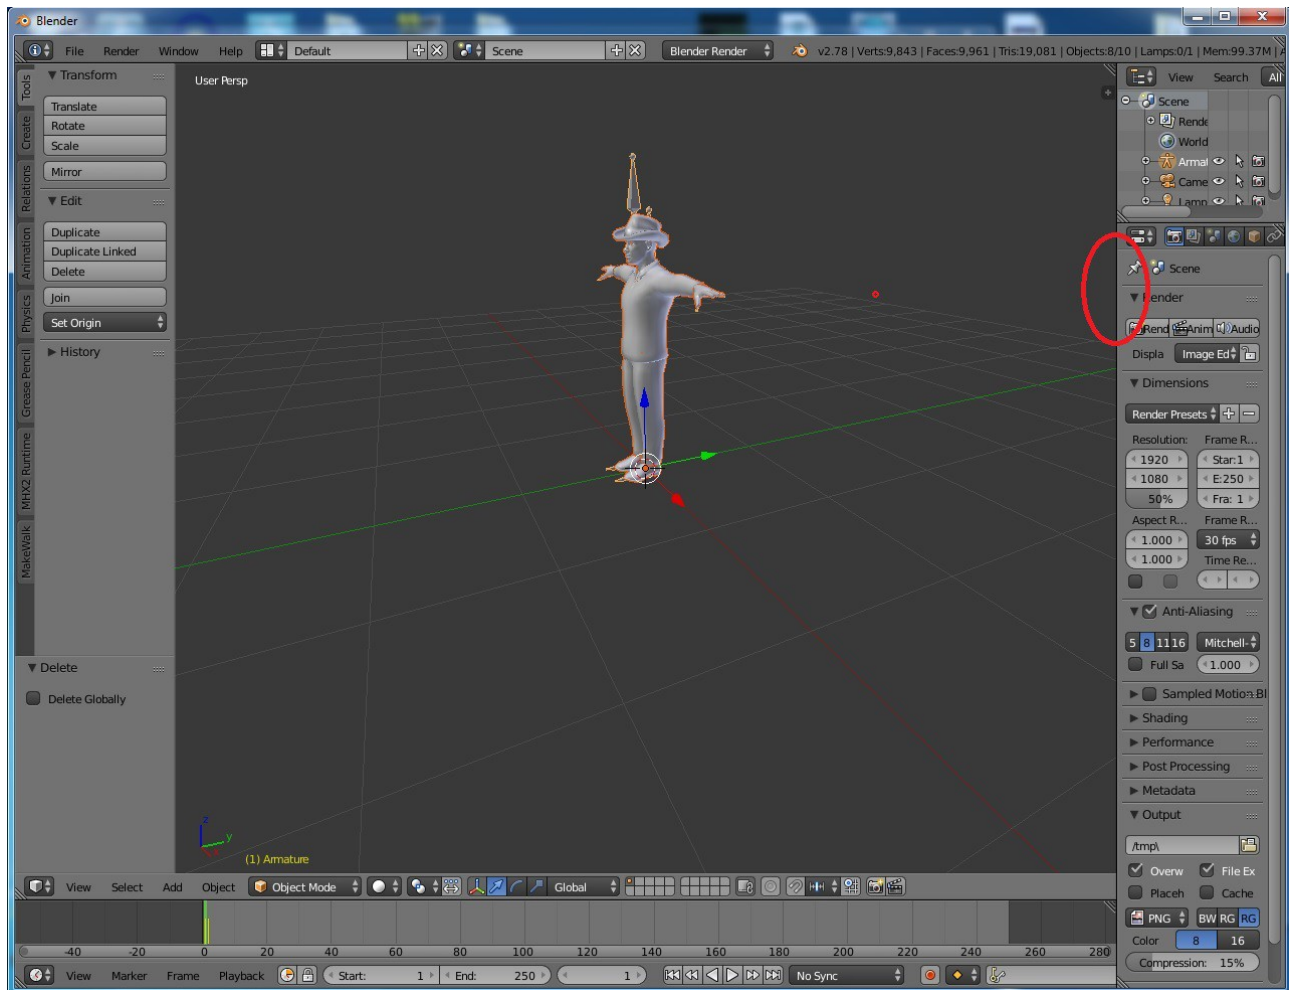 Blender
File Render Window Help Default Scene Blender Render v2.78 | Verts:9,843 | Faces:9,961 | Tris:19,081 | Objects:8/10 | Lamps:0/1 | Mem:99.37M |
Tools
Create
Relations
Animation
Physics
Grease Pencil
MHX2 Runtime
MakeWalk
Transform
Translate
Rotate
Scale
Mirror
Edit
Duplicate
Duplicate Linked
Delete
Join
Set Origin
History
Delete
Delete Globally
User Persp
z
y
(1) Armature
View Search All
Scene
Rende
World
Armat
Came
Lamp
Scene
Render
Rend Anim Audio
Displa Image Ed
Dimensions
Render Presets
Resolution: Frame R...
1920 Star:1
1080 E:250
50% Fra: 1
Aspect R... Frame R...
1.000 30 fps
1.000 Time Re...
Anti-Aliasing
5 8 11 16 Mitchell-
Full Sa 1.000
Sampled Motion Bl
Shading
Performance
Post Processing
Metadata
Output
/tmp\
Overw File Ex
Placeh Cache
PNG BW RG RG
Color 8 16
Compression: 15%
View Select Add Object Object Mode Global
-40 -20 0 20 40 60 80 100 120 140 160 180 200 220 240 260 280
View Marker Frame Playback Start: 1 End: 250 1 No Sync